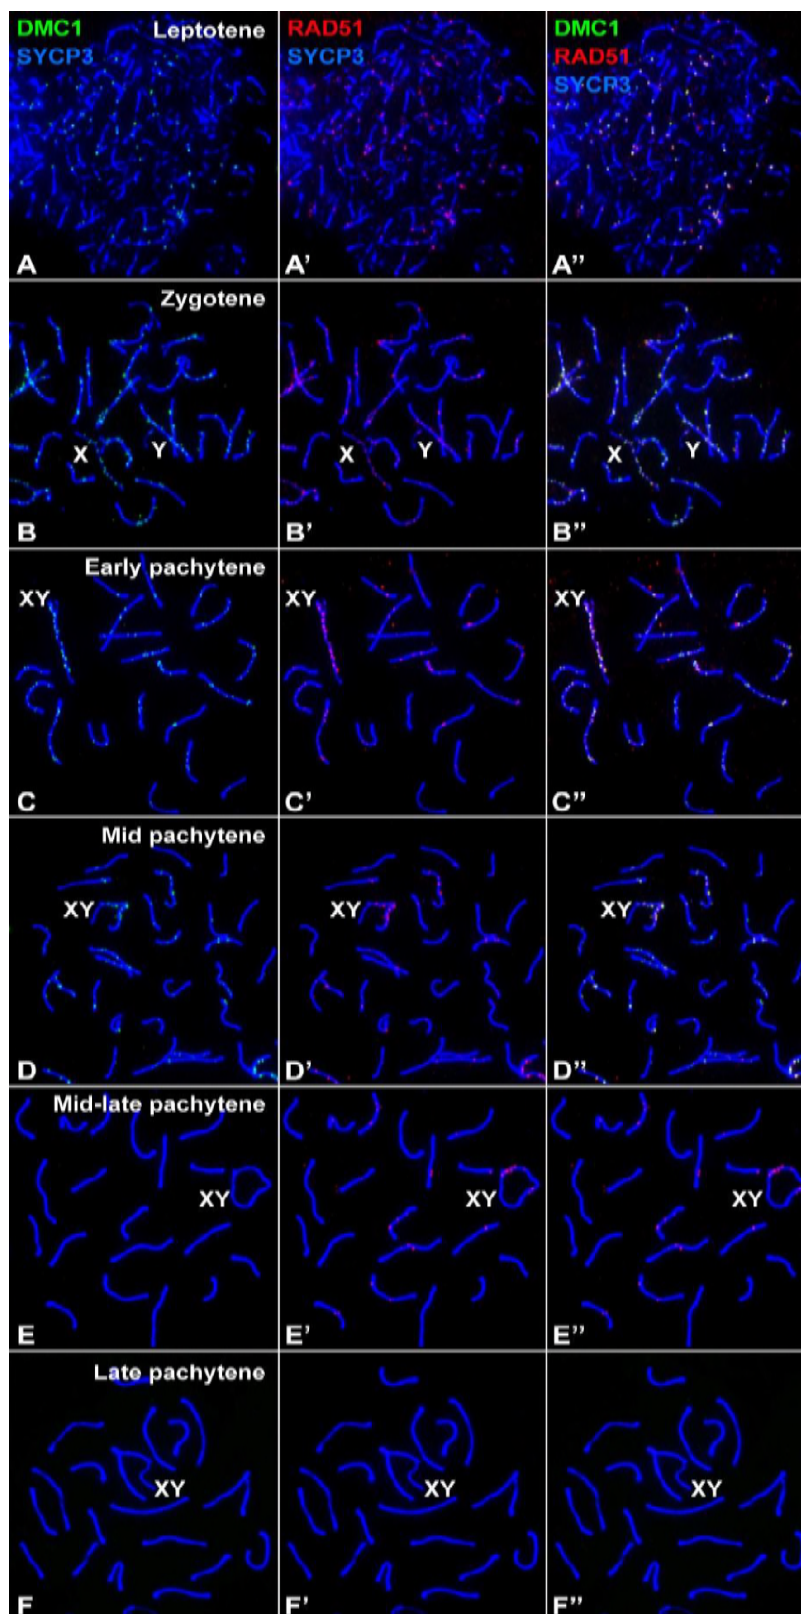 DMC1
SYCP3
Leptotene
RAD51
SYCP3
DMC1
RAD51
SYCP3
A
A'
A”
Zygotene
X
Y
X
Y
X
Y
B
B'
B”
Early pachytene
XY
XY
XY
C
C'
C”
Mid pachytene
XY
XY
XY
D
D'
D”
Mid-late pachytene
XY
XY
XY
E
E'
E”
Late pachytene
XY
XY
XY
F
F'
F”